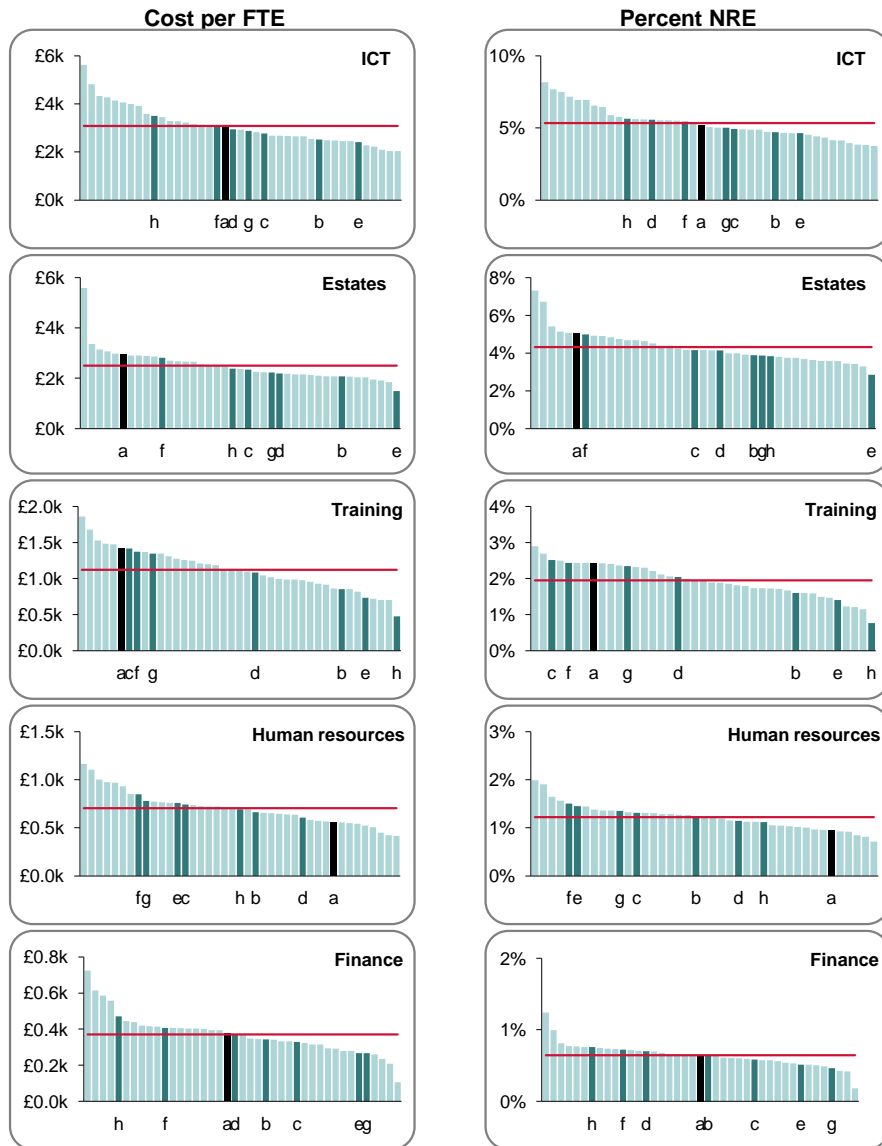 Cost per FTE
Percent NRE
ICT
£6k
£4k
£2k
£0k
h fad g c b e
ICT
10%
5%
0%
h d f a gc b e
Estates
£6k
£4k
£2k
£0k
a f h c gd b e
Estates
8%
6%
4%
2%
0%
af c d bgh e
Training
£2.0k
£1.5k
£1.0k
£0.5k
£0.0k
acf g d b e h
Training
4%
3%
2%
1%
0%
c f a g d b e h
Human resources
£1.5k
£1.0k
£0.5k
£0.0k
fg ec h b d a
Human resources
3%
2%
1%
0%
fe g c b d h a
Finance
£0.8k
£0.6k
£0.4k
£0.2k
£0.0k
h f ad b c eg
Finance
2%
1%
0%
h f d ab c e g